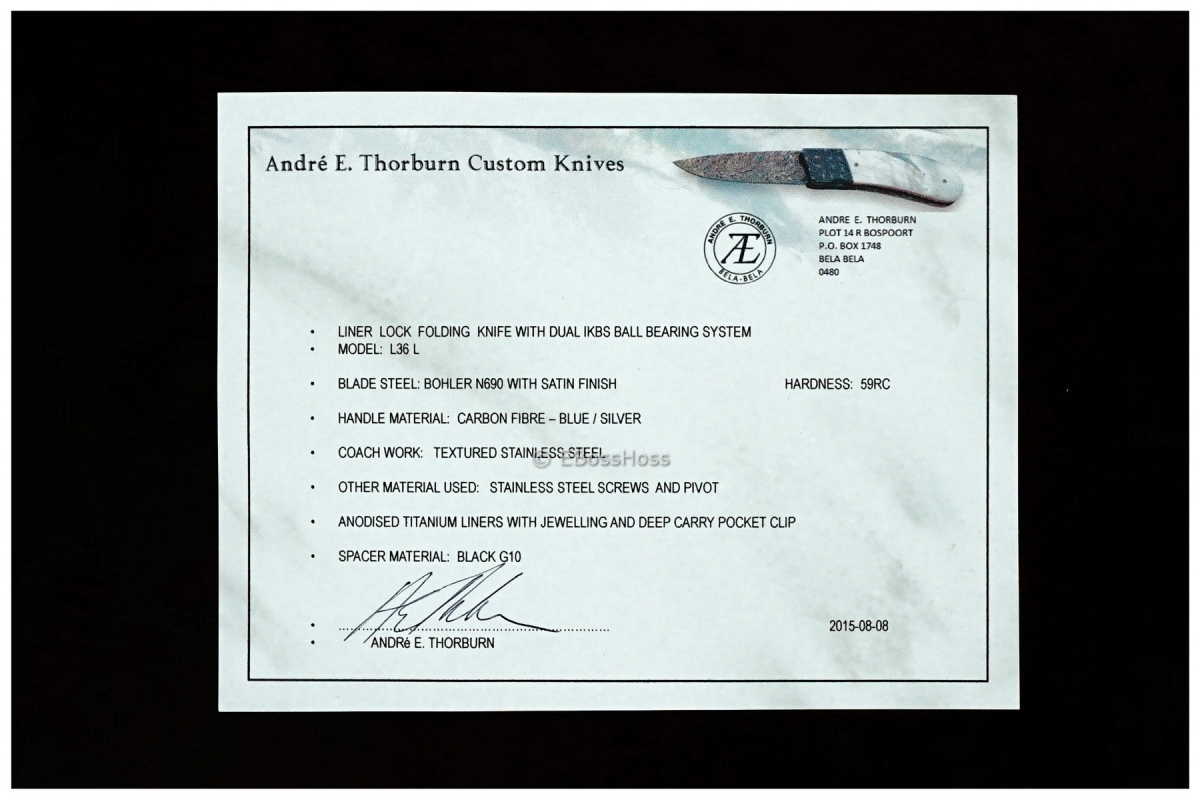 André E. Thorburn Custom Knives
ANDRÉ E. THORBURN
ÆT
BELA-BELA
ANDRE E. THORBURN
PLOT 14 R BOSPOORT
P.O. BOX 1748
BELA BELA
0480
• LINER LOCK FOLDING KNIFE WITH DUAL IKBS BALL BEARING SYSTEM
• MODEL: L36 L
• BLADE STEEL: BOHLER N690 WITH SATIN FINISH HARDNESS: 59RC
• HANDLE MATERIAL: CARBON FIBRE – BLUE / SILVER
• COACH WORK: TEXTURED STAINLESS STEEL
© EBossHoss
• OTHER MATERIAL USED: STAINLESS STEEL SCREWS AND PIVOT
• ANODISED TITANIUM LINERS WITH JEWELLING AND DEEP CARRY POCKET CLIP
• SPACER MATERIAL: BLACK G10
• 2015-08-08
• ANDRé E. THORBURN